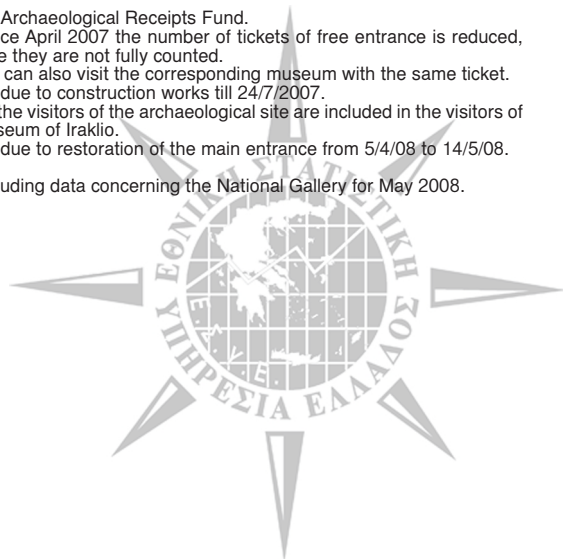 Archaeological Receipts Fund.
ce April 2007 the number of tickets of free entrance is reduced,
e they are not fully counted.
can also visit the corresponding museum with the same ticket.
due to construction works till 24/7/2007.
the visitors of the archaeological site are included in the visitors of
seum of Iraklio.
due to restoration of the main entrance from 5/4/08 to 14/5/08.
uding data concerning the National Gallery for May 2008.
ΕΘΝΙΚΗ ΣΤΑΤΙΣΤΙΚΗ
ΥΠΗΡΕΣΙΑ ΕΛΛΑΔΟΣ
Ε.Σ.Υ.Ε.